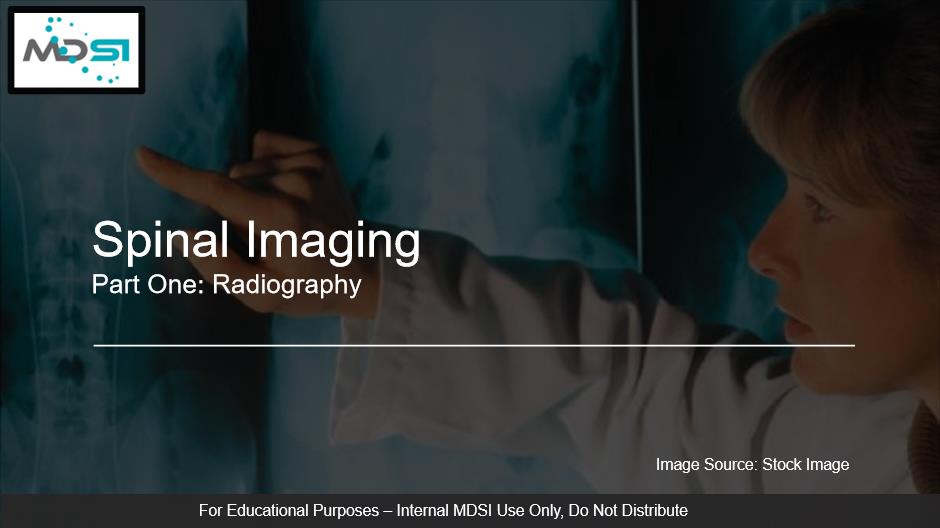 MDSI
Spinal Imaging
Part One: Radiography
Image Source: Stock Image
For Educational Purposes – Internal MDSI Use Only, Do Not Distribute